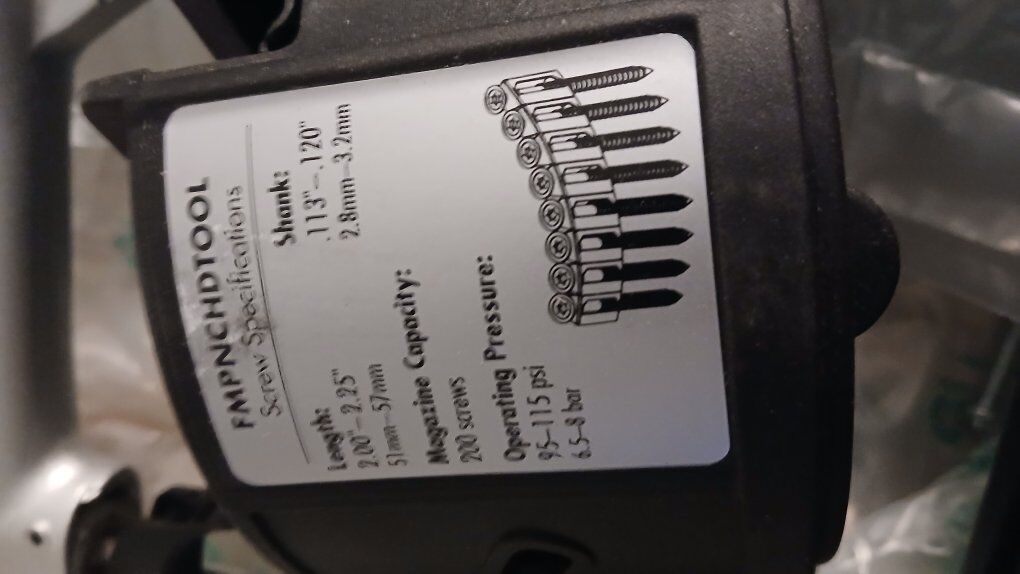 FMPNCHDTOOL
Screw Specifications
Length:
2.00"–2.25"
51mm–57mm
Shank:
.113"–.120"
2.8mm–3.2mm
Magazine Capacity:
200 screws
Operating Pressure:
95–115 psi
6.5–8 bar